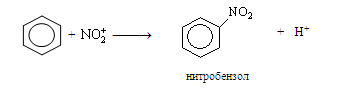 + NO₂⁺ ⟶ NO₂ + H⁺
нитробензол